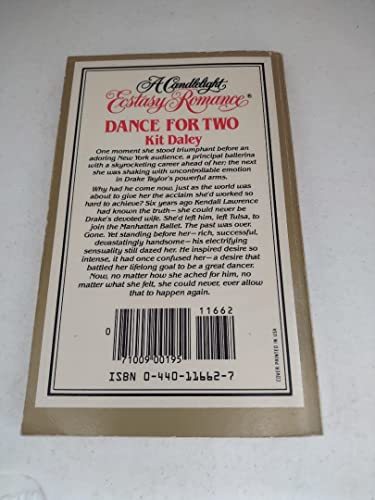 A Candlelight
Ecstasy Romance®
DANCE FOR TWO
Kit Daley
One moment she stood triumphant before an
adoring New York audience, a principal ballerina
with a skyrocketing career ahead of her; the next
she was shaking with uncontrollable emotion
in Drake Taylor's powerful arms.
Why had he come now, just as the world was
about to give her the acclaim she'd worked so
hard to achieve? Six years ago Kendall Lawrence
had known the truth—she could never be
Drake's devoted wife. She'd left him, left Tulsa, to
join the Manhattan Ballet. The past was over.
Gone. Yet standing before her—rich, successful,
devastatingly handsome—his electrifying
sensuality still dazed her. He inspired desire so
intense, it had once confused her—a desire that
battled her lifelong goal to be a great dancer.
Now, no matter how she ached for him, no
matter what she felt, she could never, ever allow
that to happen again.
11662
0
71009 00195
ISBN 0-440-11662-7
COVER PRINTED IN USA